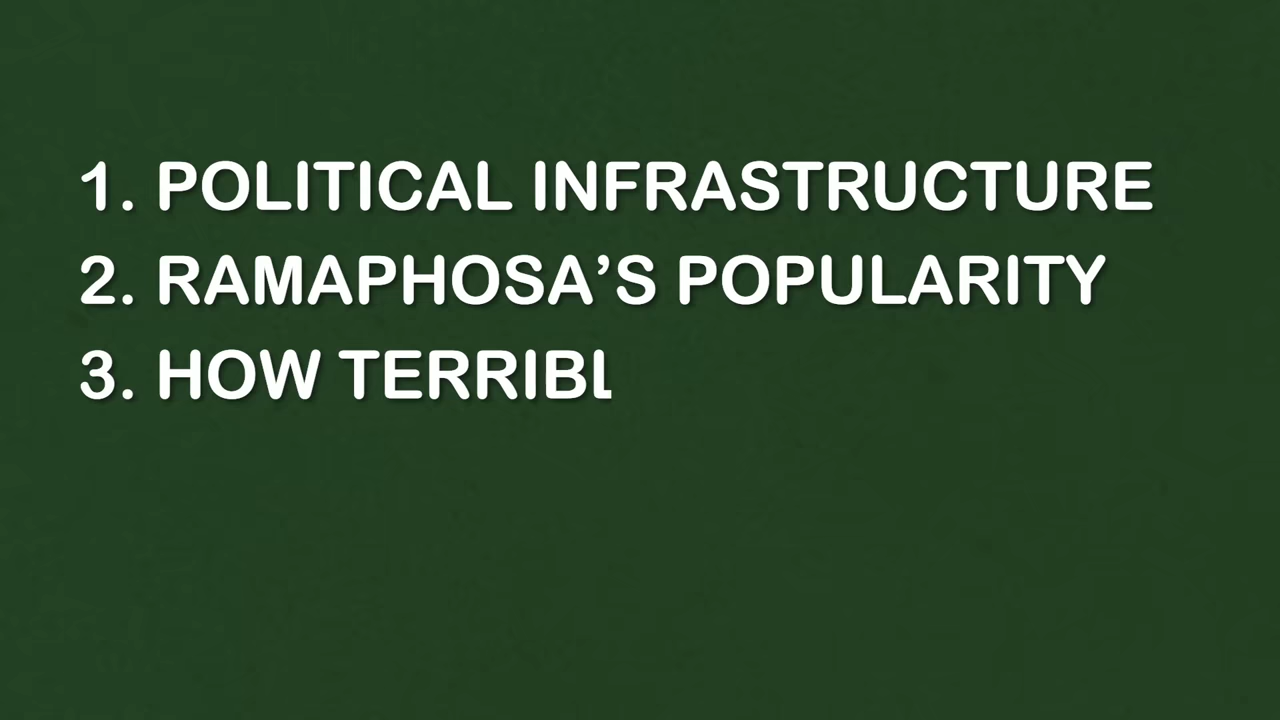 1. POLITICAL INFRASTRUCTURE
2. RAMAPHOSA’S POPULARITY
3. HOW TERRIBL